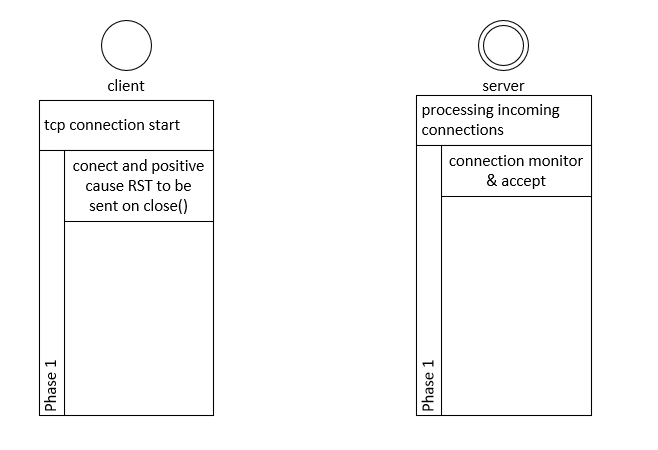 client
tcp connection start
conect and positive
cause RST to be
sent on close()
Phase 1
server
processing incoming
connections
connection monitor
& accept
Phase 1